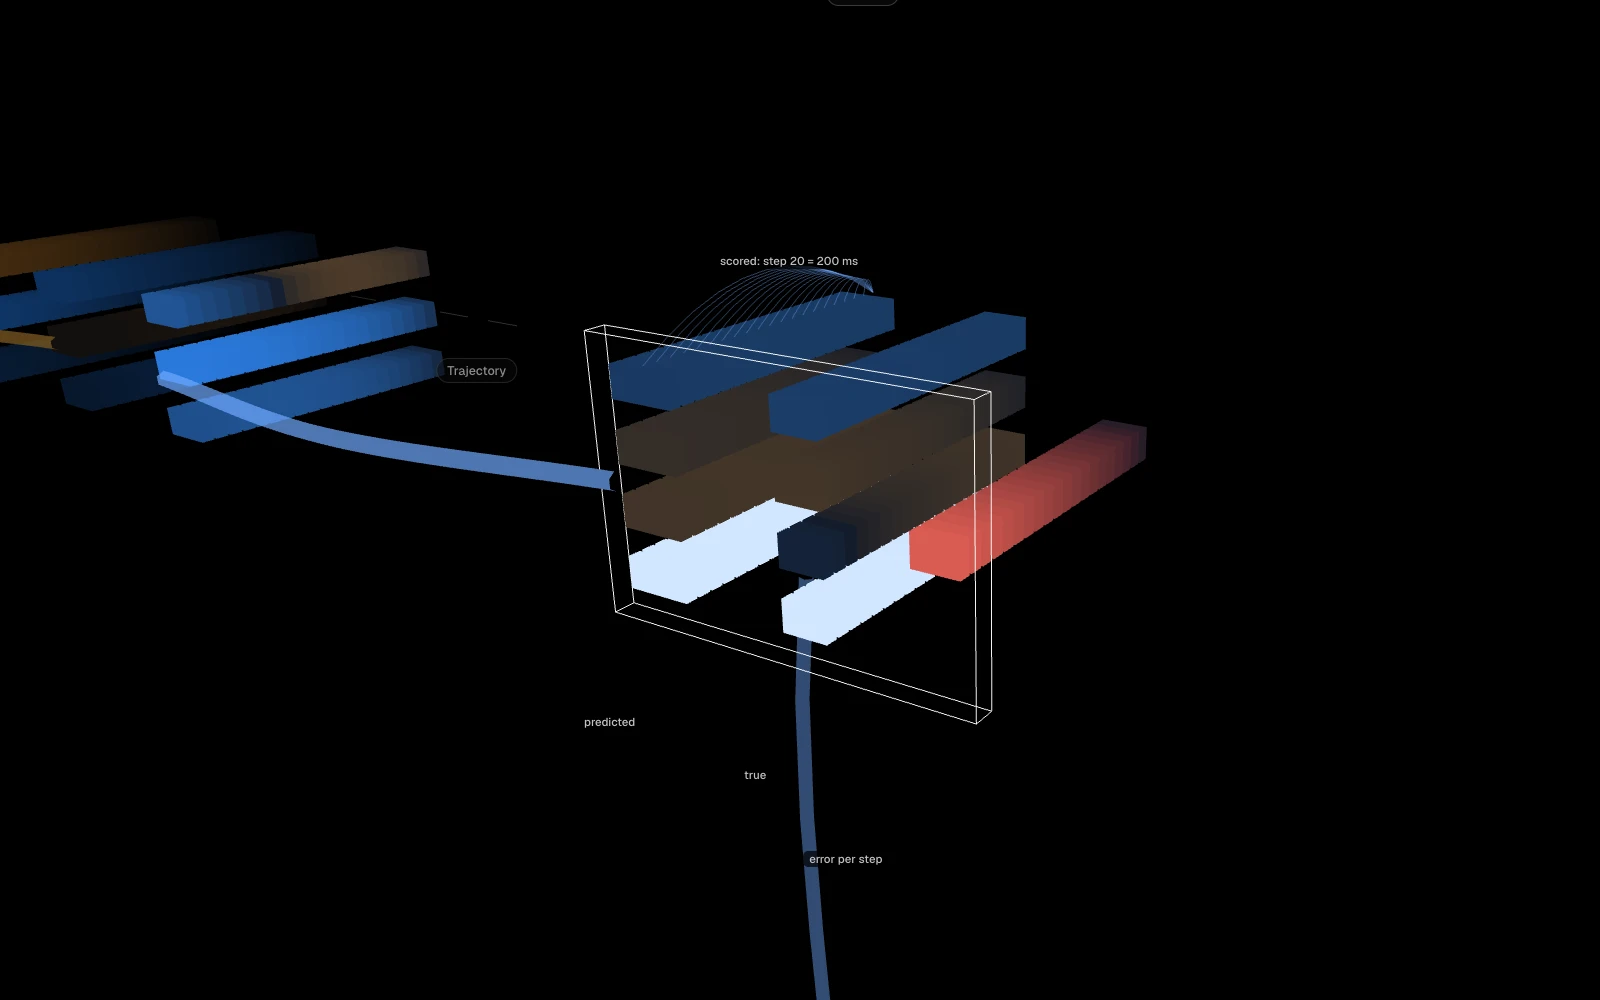 scored: step 20 = 200 ms
Trajectory
predicted
true
error per step